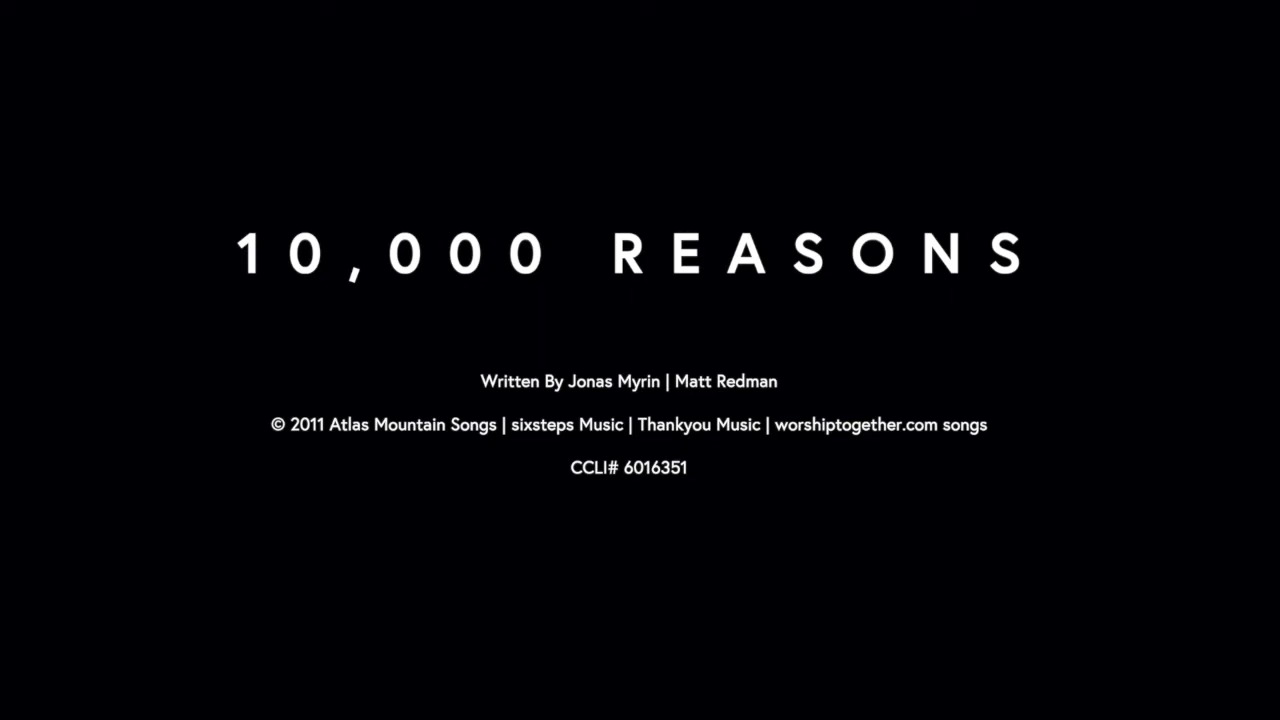 10,000 REASONS
Written By Jonas Myrin | Matt Redman
© 2011 Atlas Mountain Songs | sixsteps Music | Thankyou Music | worshiptogether.com songs
CCLI# 6016351